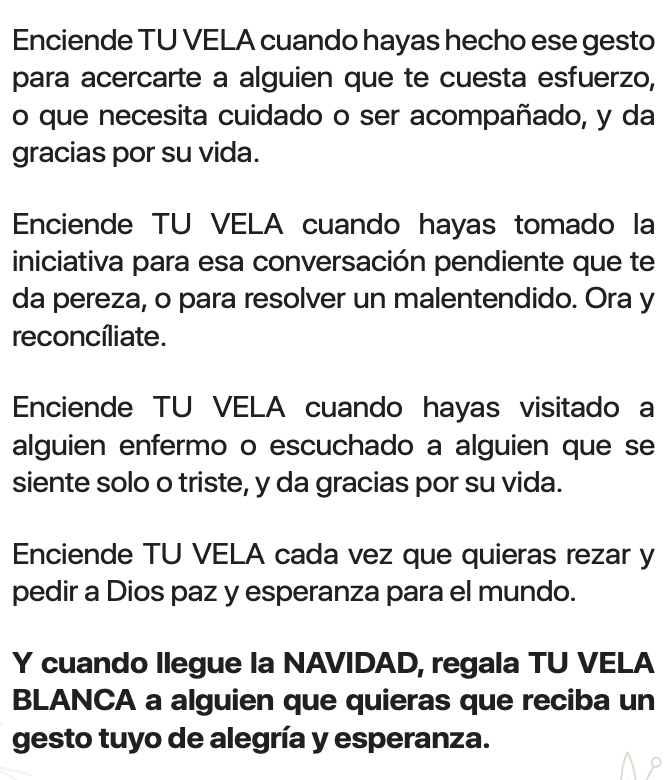 Enciende TU VELA cuando hayas hecho ese gesto
para acercarte a alguien que te cuesta esfuerzo,
o que necesita cuidado o ser acompañado, y da
gracias por su vida.
Enciende TU VELA cuando hayas tomado la
iniciativa para esa conversación pendiente que te
da pereza, o para resolver un malentendido. Ora y
reconcíliate.
Enciende TU VELA cuando hayas visitado a
alguien enfermo o escuchado a alguien que se
siente solo o triste, y da gracias por su vida.
Enciende TU VELA cada vez que quieras rezar y
pedir a Dios paz y esperanza para el mundo.
Y cuando llegue la NAVIDAD, regala TU VELA
BLANCA a alguien que quieras que reciba un
gesto tuyo de alegría y esperanza.